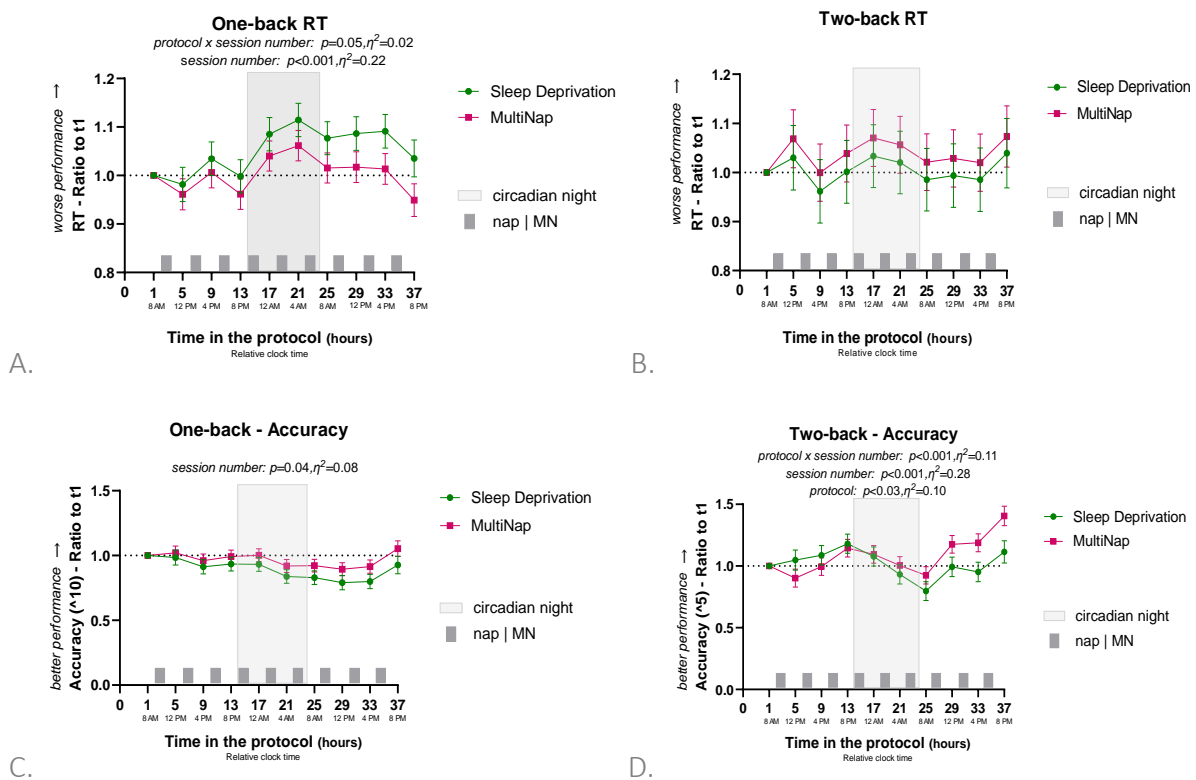 One-back RT
protocol x session number: p=0.05,η²=0.02
session number: p<0.001,η²=0.22
worse performance →
RT - Ratio to t1
1.2
1.1
1.0
0.9
0.8
Sleep Deprivation
MultiNap
circadian night
nap | MN
0 1 5 9 13 17 21 25 29 33 37
8 AM 12 PM 4 PM 8 PM 12 AM 4 AM 8 AM 12 PM 4 PM 8 PM
Time in the protocol (hours)
Relative clock time
A.
Two-back RT
worse performance →
RT - Ratio to t1
1.2
1.1
1.0
0.9
0.8
Sleep Deprivation
MultiNap
circadian night
nap | MN
0 1 5 9 13 17 21 25 29 33 37
8 AM 12 PM 4 PM 8 PM 12 AM 4 AM 8 AM 12 PM 4 PM 8 PM
Time in the protocol (hours)
Relative clock time
B.
One-back - Accuracy
session number: p=0.04,η²=0.08
better performance →
Accuracy (^10) - Ratio to t1
1.5
1.0
0.5
0.0
Sleep Deprivation
MultiNap
circadian night
nap | MN
0 1 5 9 13 17 21 25 29 33 37
8 AM 12 PM 4 PM 8 PM 12 AM 4 AM 8 AM 12 PM 4 PM 8 PM
Time in the protocol (hours)
Relative clock time
C.
Two-back - Accuracy
protocol x session number: p<0.001,η²=0.11
session number: p<0.001,η²=0.28
protocol: p<0.03,η²=0.10
better performance →
Accuracy (^5) - Ratio to t1
1.5
1.0
0.5
0.0
Sleep Deprivation
MultiNap
circadian night
nap | MN
0 1 5 9 13 17 21 25 29 33 37
8 AM 12 PM 4 PM 8 PM 12 AM 4 AM 8 AM 12 PM 4 PM 8 PM
Time in the protocol (hours)
Relative clock time
D.